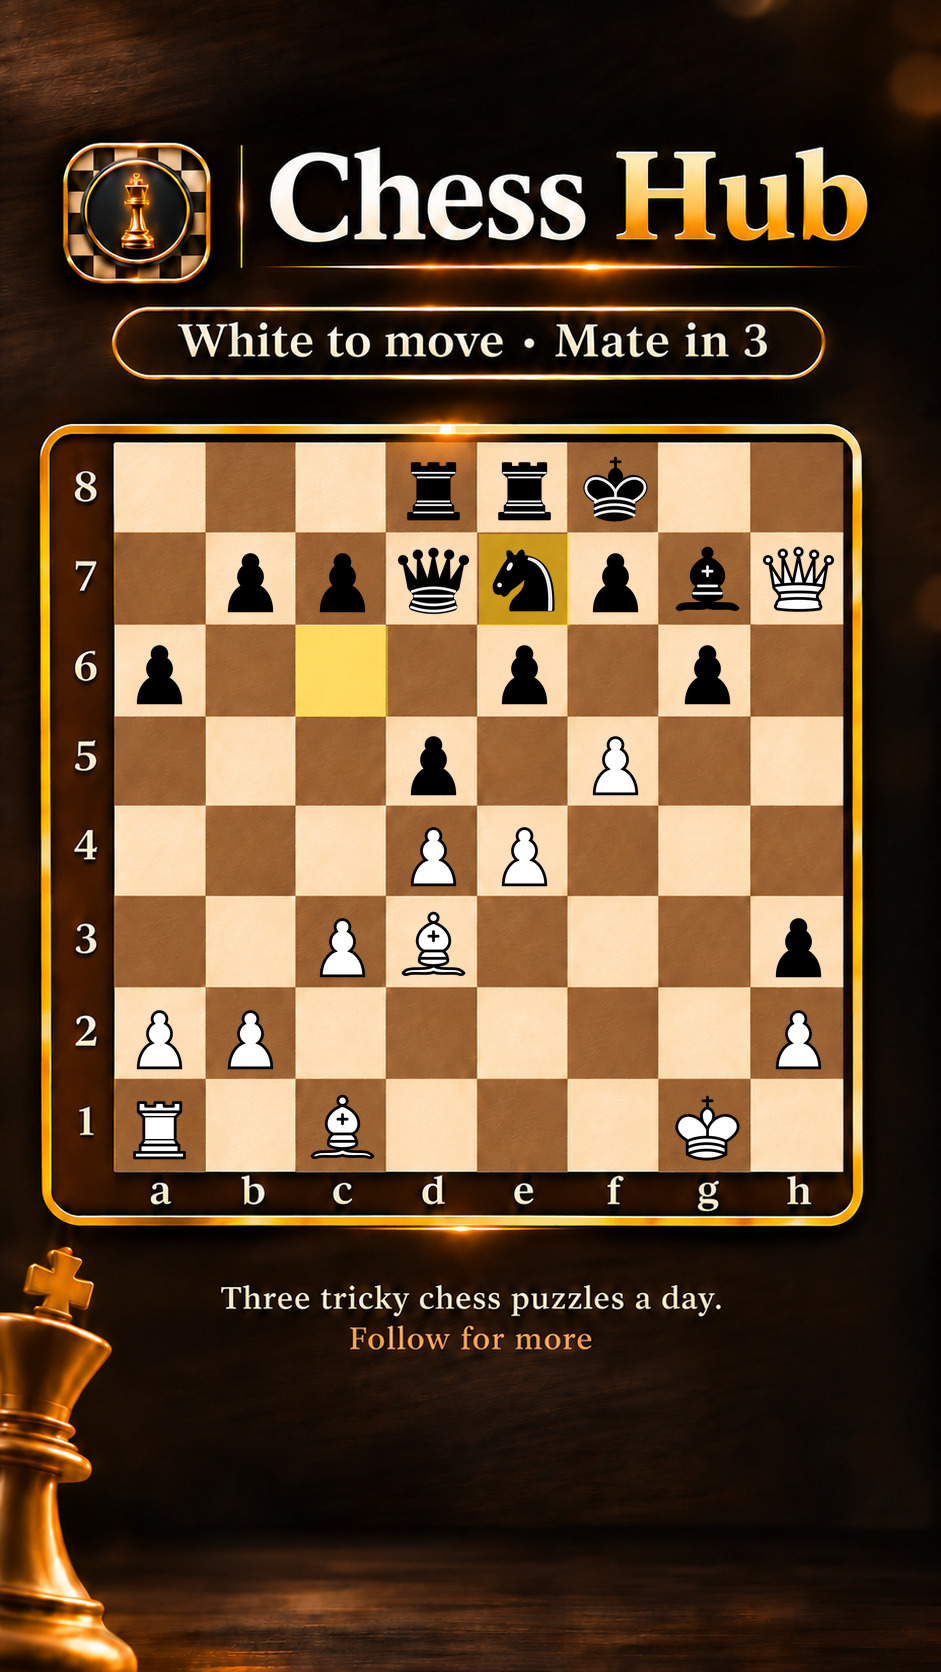 Chess Hub
White to move • Mate in 3
8
7
6
5
4
3
2
1
a b c d e f g h
Three tricky chess puzzles a day.
Follow for more